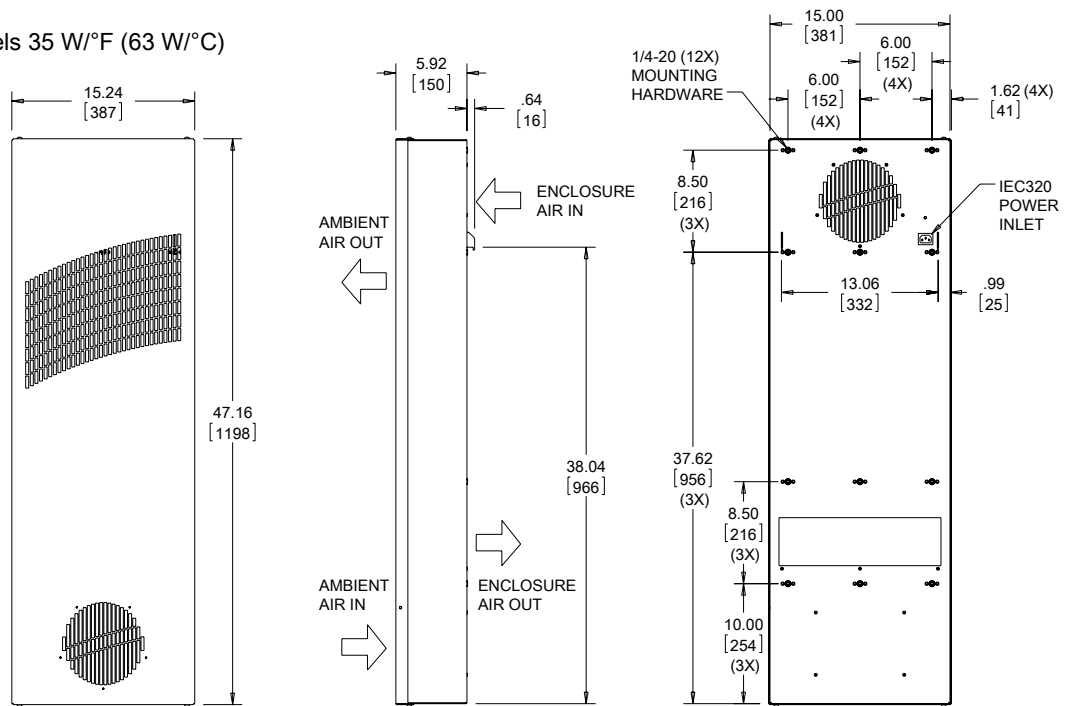 els 35 W/°F (63 W/°C)
15.24
[387]
47.16
[1198]
5.92
[150]
.64
[16]
ENCLOSURE
AIR IN
AMBIENT
AIR OUT
38.04
[966]
ENCLOSURE
AIR OUT
AMBIENT
AIR IN
15.00
[381]
6.00
[152]
(4X)
6.00
[152]
(4X)
1.62 (4X)
[41]
1/4-20 (12X)
MOUNTING
HARDWARE
8.50
[216]
(3X)
IEC320
POWER
INLET
13.06
[332]
.99
[25]
37.62
[956]
(3X)
8.50
[216]
(3X)
10.00
[254]
(3X)